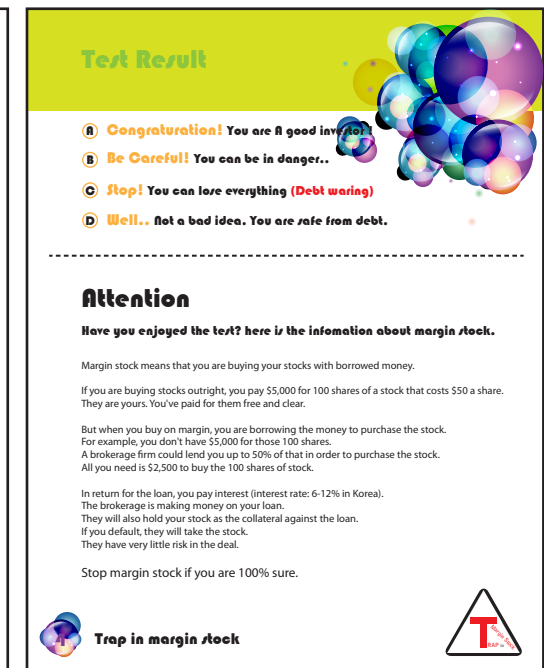 Test Result
A Congraturation! You are A good investor !
B Be Careful! You can be in danger..
C Stop! You can lose everything (Debt waring)
D Well.. Not a bad idea. You are safe from debt.
Attention
Have you enjoyed the test? here is the infomation about margin stock.
Margin stock means that you are buying your stocks with borrowed money.
If you are buying stocks outright, you pay $5,000 for 100 shares of a stock that costs $50 a share.
They are yours. You've paid for them free and clear.
But when you buy on margin, you are borrowing the money to purchase the stock.
For example, you don't have $5,000 for those 100 shares.
A brokerage firm could lend you up to 50% of that in order to purchase the stock.
All you need is $2,500 to buy the 100 shares of stock.
In return for the loan, you pay interest (interest rate: 6-12% in Korea).
The brokerage is making money on your loan.
They will also hold your stock as the collateral against the loan.
If you default, they will take the stock.
They have very little risk in the deal.
Stop margin stock if you are 100% sure.
Trap in margin stock
Margin Stock
TRAP